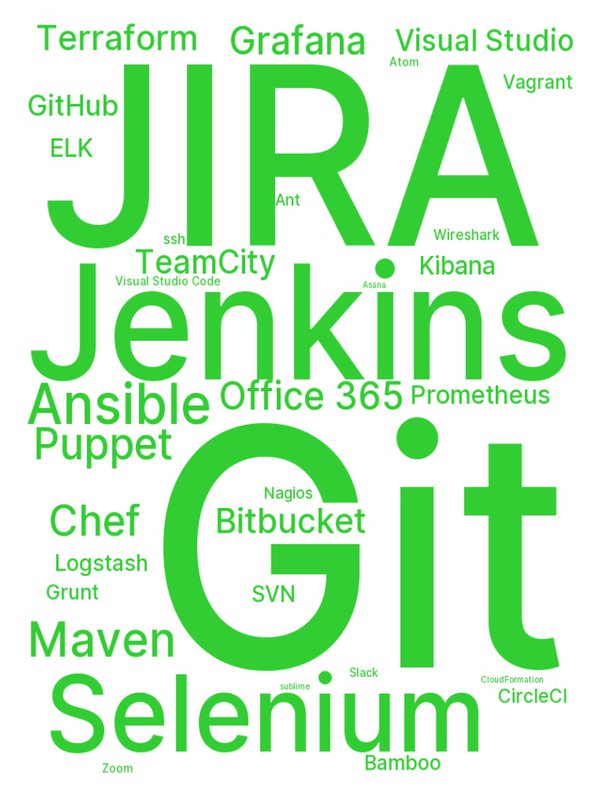 Terraform
Grafana
Visual Studio
Atom
Vagrant
GitHub
JIRA
ELK
Ant
ssh
Wireshark
TeamCity
Kibana
Visual Studio Code
Asana
Jenkins
Ansible
Office 365
Prometheus
Puppet
Git
Nagios
Chef
Bitbucket
Logstash
Grunt
SVN
Maven
Slack
CloudFormation
sublime
CircleCI
Selenium
Bamboo
Zoom